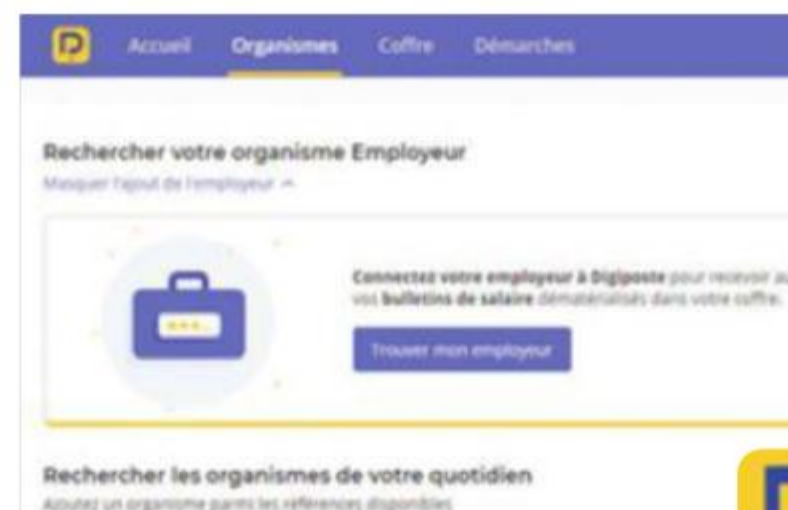 Accueil Organismes Coffre Démarches
Rechercher votre organisme Employeur
Masquer l'ajout de l'employeur
Connectez votre employeur à Digiposte pour recevoir au
vos bulletins de salaire dématérialisés dans votre coffre.
Trouver mon employeur
Rechercher les organismes de votre quotidien
Ajoutez un organisme parmi les références disponibles